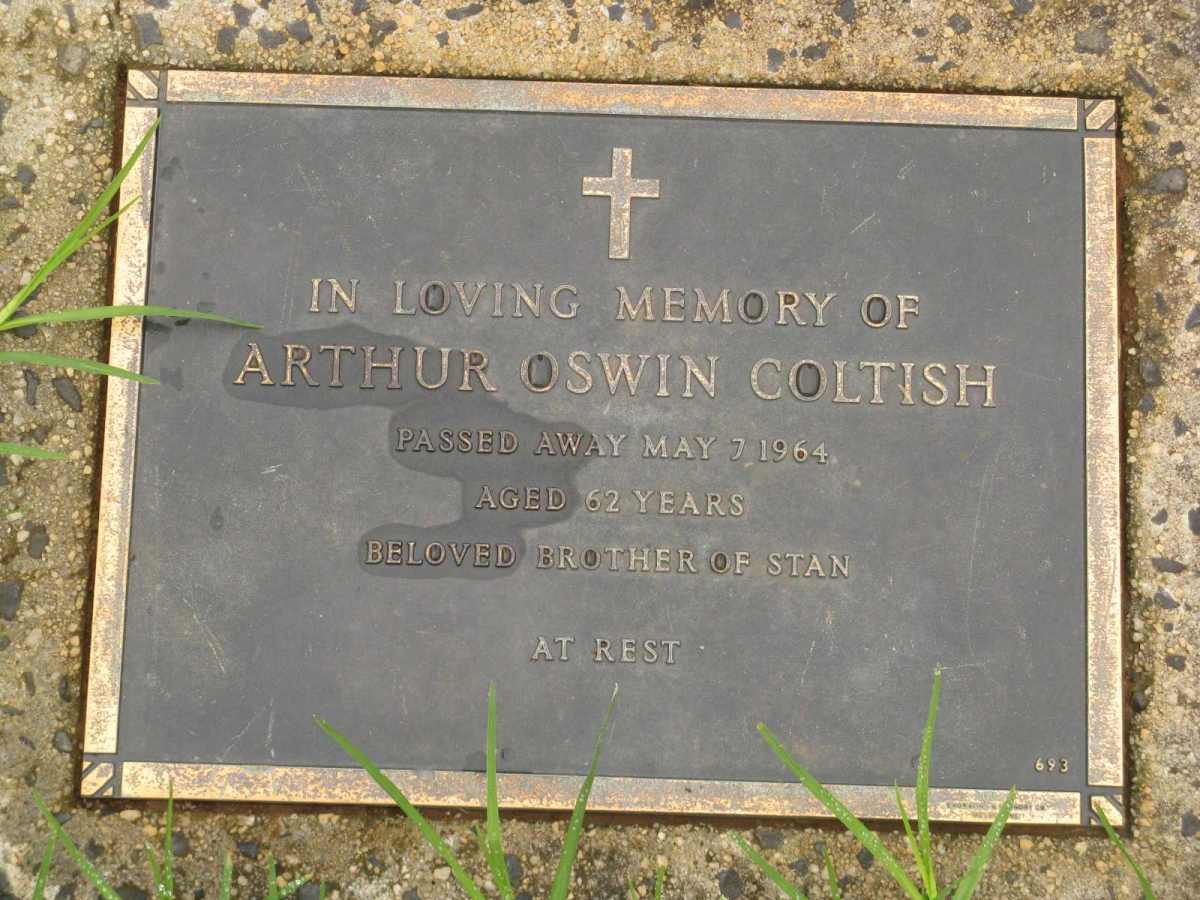 IN LOVING MEMORY OF
ARTHUR OSWIN COLTISH
PASSED AWAY MAY 7 1964
AGED 62 YEARS
BELOVED BROTHER OF STAN
AT REST
693